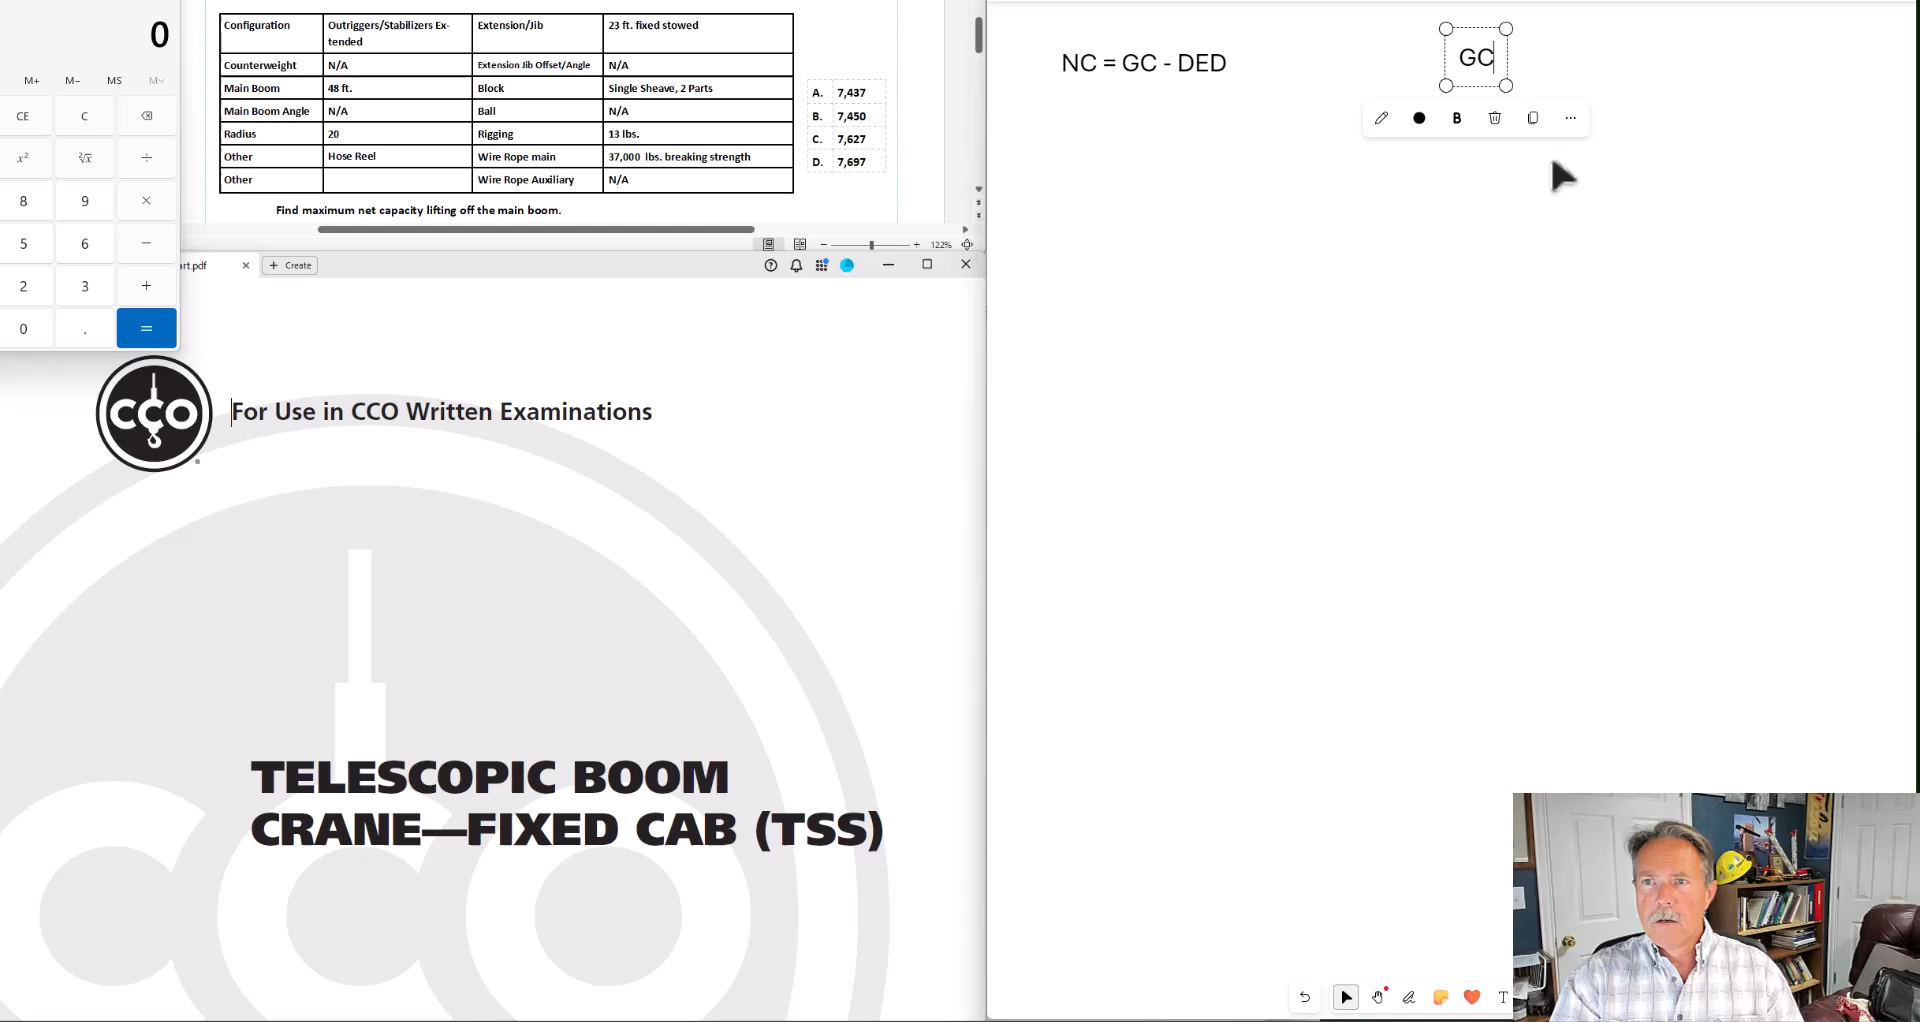 0
M+ M− MS M˅
CE C
x² ²√x ÷
8 9 ×
5 6 −
2 3 +
0 . =
Configuration Outriggers/Stabilizers Ex-
tended Extension/Jib 23 ft. fixed stowed
Counterweight N/A Extension Jib Offset/Angle N/A
Main Boom 48 ft. Block Single Sheave, 2 Parts
Main Boom Angle N/A Ball N/A
Radius 20 Rigging 13 lbs.
Other Hose Reel Wire Rope main 37,000 lbs. breaking strength
Other Wire Rope Auxiliary N/A
A. 7,437
B. 7,450
C. 7,627
D. 7,697
Find maximum net capacity lifting off the main boom.
122%
art.pdf × + Create
CCO
For Use in CCO Written Examinations
TELESCOPIC BOOM
CRANE—FIXED CAB (TSS)
NC = GC - DED
GC
B
T